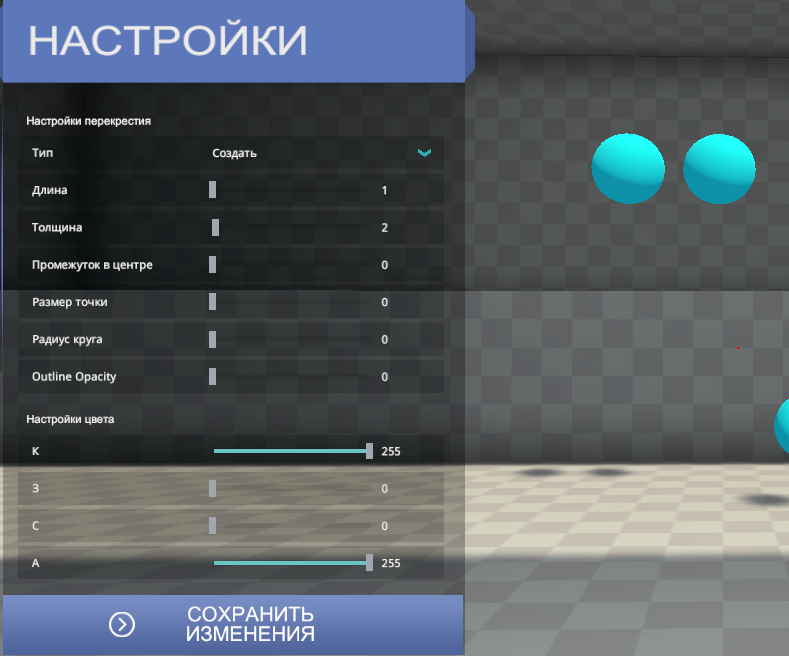 НАСТРОЙКИ
Настройки перекрестия
Тип Создать
Длина 1
Толщина 2
Промежуток в центре 0
Размер точки 0
Радиус круга 0
Outline Opacity 0
Настройки цвета
К 255
З 0
С 0
А 255
СОХРАНИТЬ
ИЗМЕНЕНИЯ